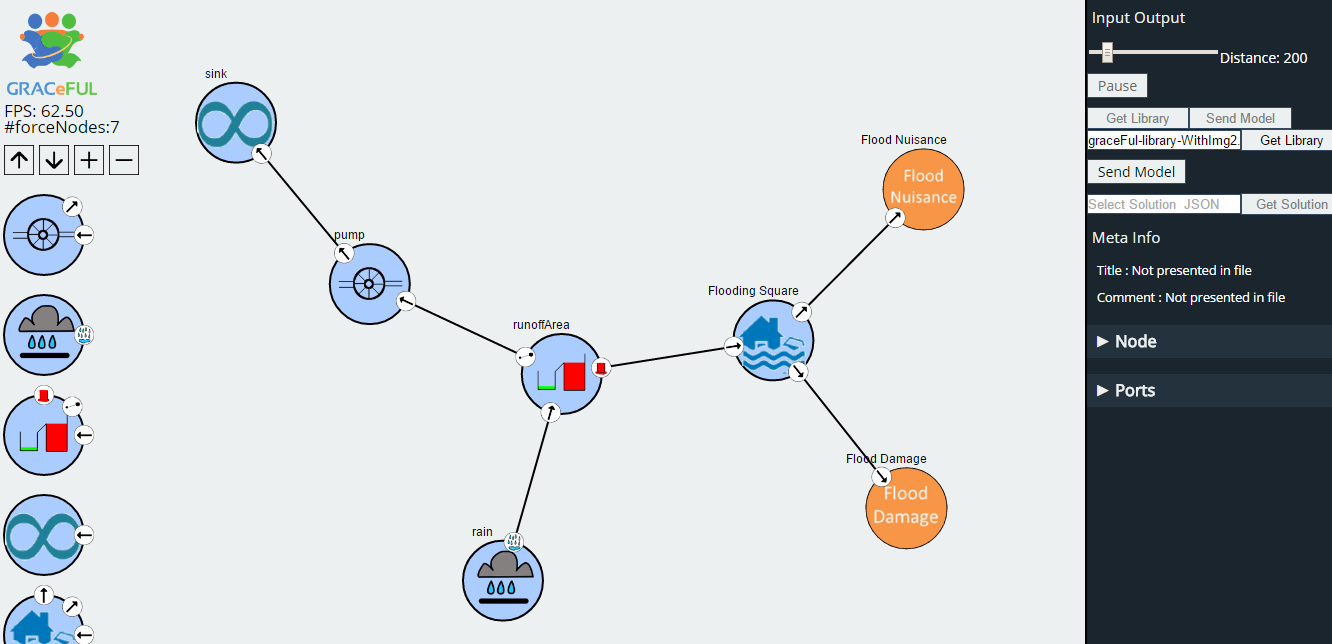 GRACeFUL
FPS: 62.50
#forceNodes:7
sink
pump
runoffArea
rain
Flooding Square
Flood Nuisance
Flood
Nuisance
Flood Damage
Flood
Damage
Input Output
Distance: 200
Pause
Get Library
Send Model
graceFul-library-WithImg2.
Get Library
Send Model
Select Solution JSON
Get Solution
Meta Info
Title : Not presented in file
Comment : Not presented in file
▶ Node
▶ Ports